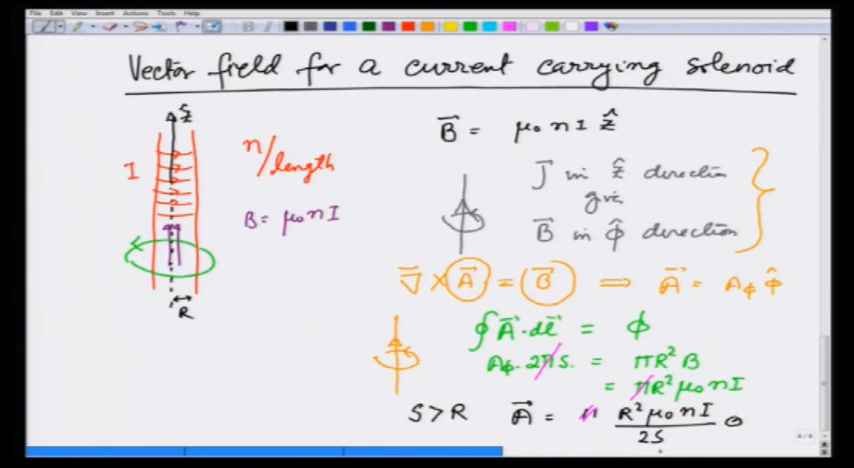 File Edit View Insert Actions Tools Help
Vector field for a current carrying solenoid
ẑ
I
n/length
B = μ₀nI
R
B⃗ = μ₀ n I ẑ
J⃗ in ẑ direction
give
B⃗ in φ̂ direction
∇⃗ × A⃗ = B⃗ ⟹ A⃗ = A_φ φ̂
∮A⃗·dl⃗ = ϕ
A_φ·2πs = πR²B
= πR²μ₀nI
S > R A⃗ = R²μ₀nI / 2S